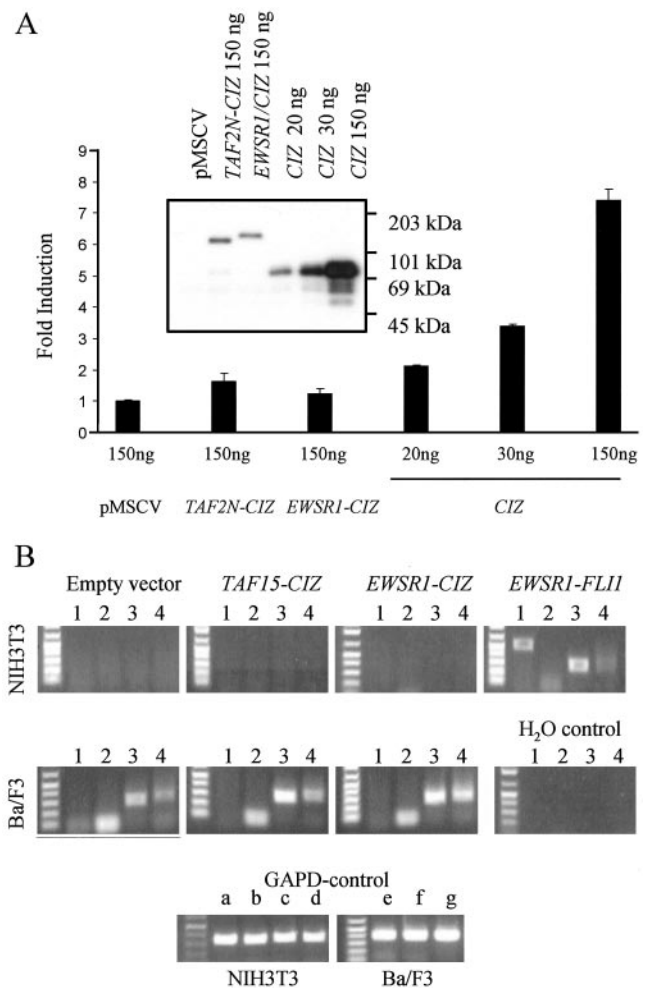 A
pMSCV
TAF2N-CIZ 150 ng
EWSR1/CIZ 150 ng
CIZ 20 ng
CIZ 30 ng
CIZ 150 ng
203 kDa
101 kDa
69 kDa
45 kDa
Fold Induction
9
8
7
6
5
4
3
2
1
0
150ng 150ng 150ng 20ng 30ng 150ng
pMSCV TAF2N-CIZ EWSR1-CIZ CIZ
B
Empty vector TAF15-CIZ EWSR1-CIZ EWSR1-FLI1
1 2 3 4 1 2 3 4 1 2 3 4 1 2 3 4
NIH3T3
H2O control
1 2 3 4 1 2 3 4 1 2 3 4 1 2 3 4
Ba/F3
GAPD-control
a b c d e f g
NIH3T3 Ba/F3